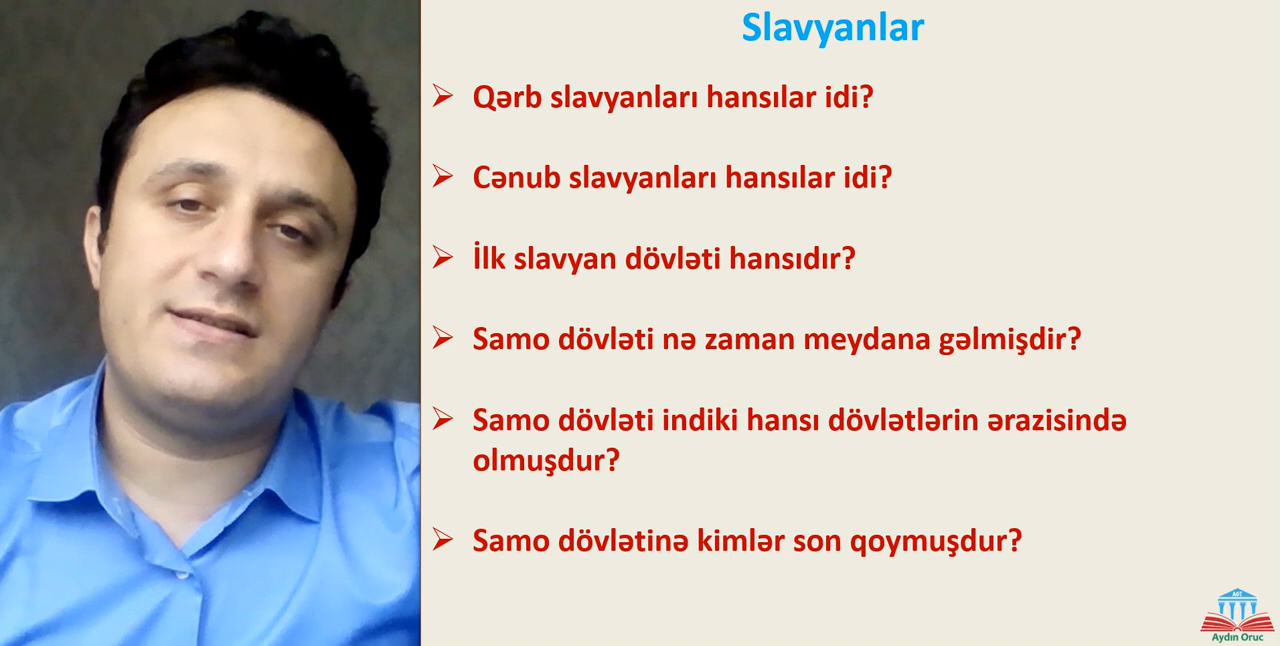 Slavyanlar
➢ Qərb slavyanları hansılar idi?
➢ Cənub slavyanları hansılar idi?
➢ İlk slavyan dövləti hansıdır?
➢ Samo dövləti nə zaman meydana gəlmişdir?
➢ Samo dövləti indiki hansı dövlətlərin ərazisində
olmuşdur?
➢ Samo dövlətinə kimlər son qoymuşdur?
AGT
Aydın Oruc